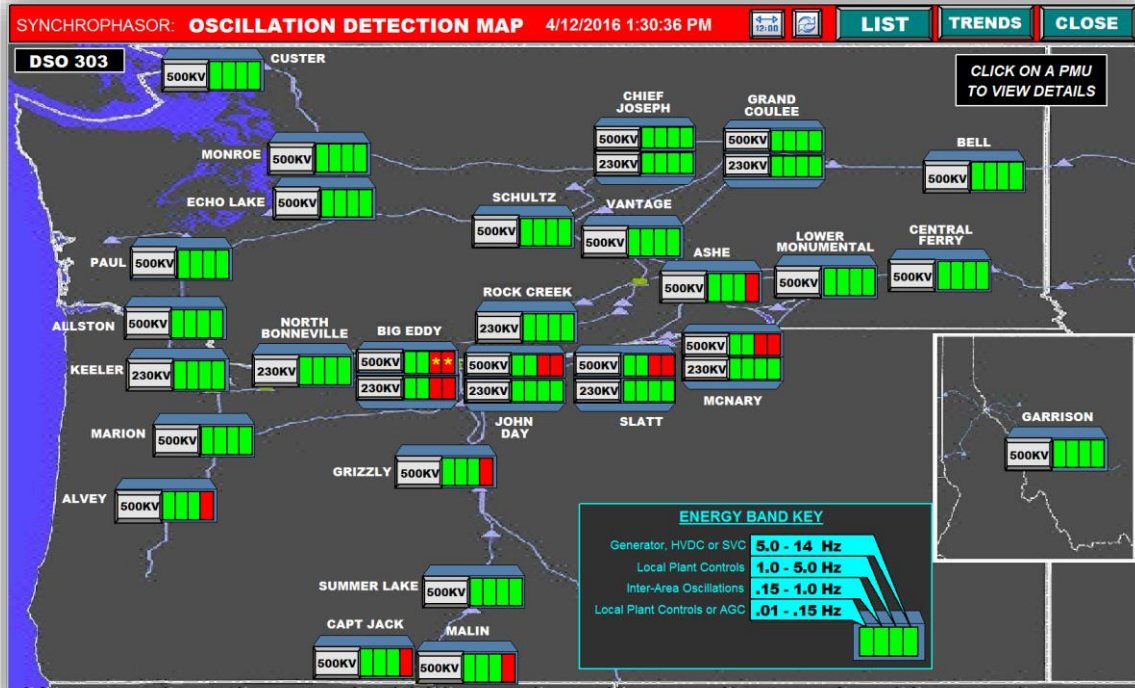 SYNCHROPHASOR: OSCILLATION DETECTION MAP 4/12/2016 1:30:36 PM 12:00 LIST TRENDS CLOSE
DSO 303
CLICK ON A PMU
TO VIEW DETAILS
CUSTER
500KV
MONROE
500KV
ECHO LAKE
500KV
CHIEF
JOSEPH
500KV
230KV
GRAND
COULEE
500KV
230KV
BELL
500KV
SCHULTZ
500KV
VANTAGE
500KV
PAUL
500KV
ASHE
500KV
LOWER
MONUMENTAL
500KV
CENTRAL
FERRY
500KV
ROCK CREEK
230KV
ALLSTON
500KV
KEELER
230KV
NORTH
BONNEVILLE
230KV
BIG EDDY
500KV **
230KV
500KV
230KV
JOHN
DAY
500KV
230KV
SLATT
500KV
230KV
MCNARY
MARION
500KV
GRIZZLY
500KV
ALVEY
500KV
GARRISON
500KV
SUMMER LAKE
500KV
CAPT JACK
500KV
MALIN
500KV
ENERGY BAND KEY
Generator, HVDC or SVC 5.0 - 14 Hz
Local Plant Controls 1.0 - 5.0 Hz
Inter-Area Oscillations .15 - 1.0 Hz
Local Plant Controls or AGC .01 - .15 Hz